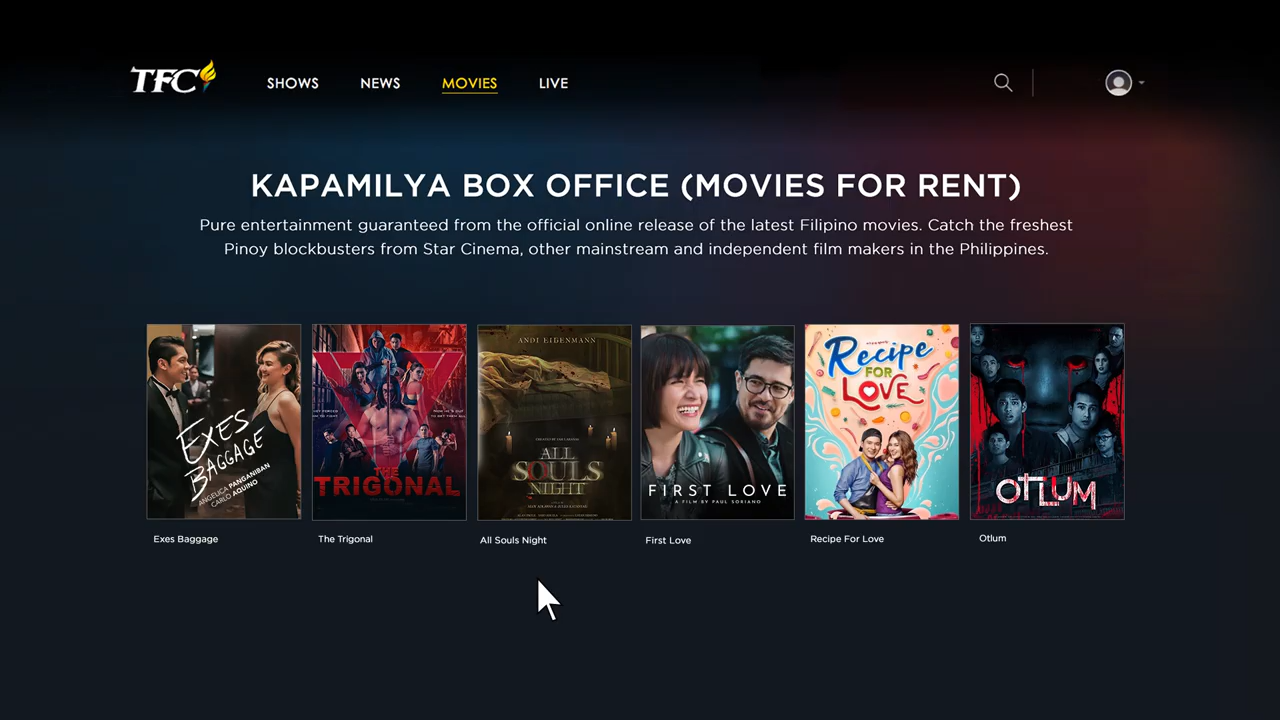 TFC
SHOWS
NEWS
MOVIES
LIVE
KAPAMILYA BOX OFFICE (MOVIES FOR RENT)
Pure entertainment guaranteed from the official online release of the latest Filipino movies. Catch the freshest
Pinoy blockbusters from Star Cinema, other mainstream and independent film makers in the Philippines.
EXES
BAGGAGE
ANGELICA PANGANIBAN
CARLO AQUINO
THE
TRIGONAL
ANDI EIGENMANN
ALL
SOULS
NIGHT
FIRST LOVE
A FILM BY PAUL SORIANO
Recipe
FOR
LOVE
OTLUM
Exes Baggage
The Trigonal
All Souls Night
First Love
Recipe For Love
Otlum